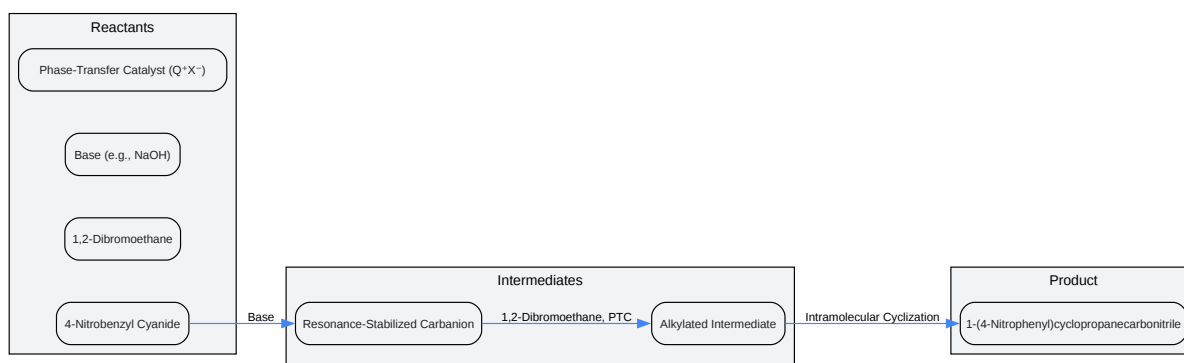 Reactants
Phase-Transfer Catalyst (Q⁺X⁻)
Base (e.g., NaOH)
1,2-Dibromoethane
4-Nitrobenzyl Cyanide
Base
Intermediates
Resonance-Stabilized Carbanion
1,2-Dibromoethane, PTC
Alkylated Intermediate
Intramolecular Cyclization
Product
1-(4-Nitrophenyl)cyclopropanecarbonitrile